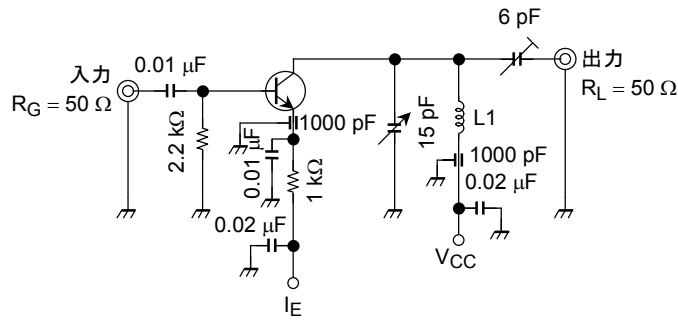 6 pF
入力
0.01 μF
出力
R_G = 50 Ω
R_L = 50 Ω
2.2 kΩ
1000 pF
0.01 μF
1 kΩ
15 pF
L1
1000 pF
0.02 μF
0.02 μF
V_CC
I_E